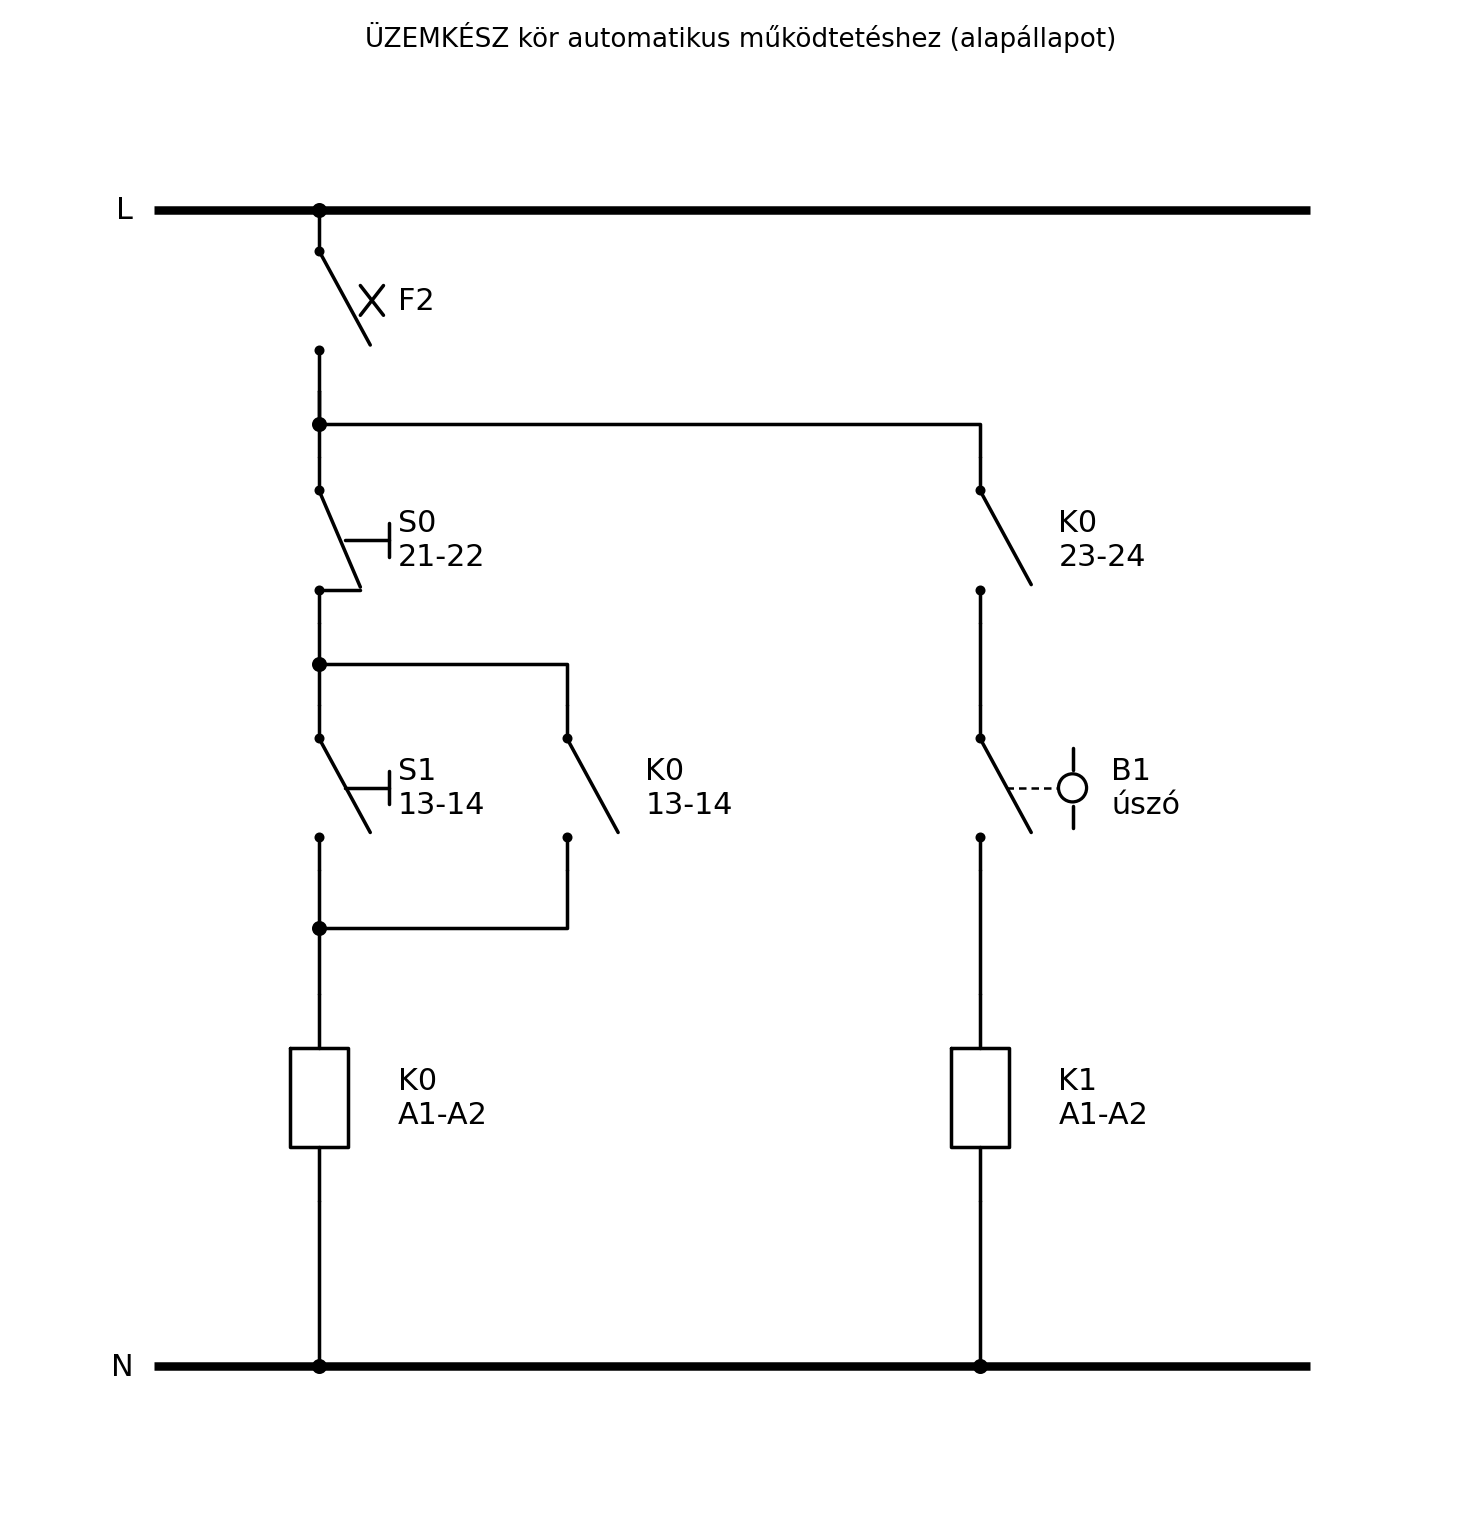 ÜZEMKÉSZ kör automatikus működtetéshez (alapállapot)
L
F2
S0
21-22
K0
23-24
S1
13-14
K0
13-14
B1
úszó
K0
A1-A2
K1
A1-A2
N